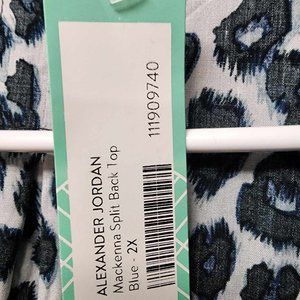 ALEXANDER JORDAN
Mackenna Split Back Top
Blue - 2X
111909740